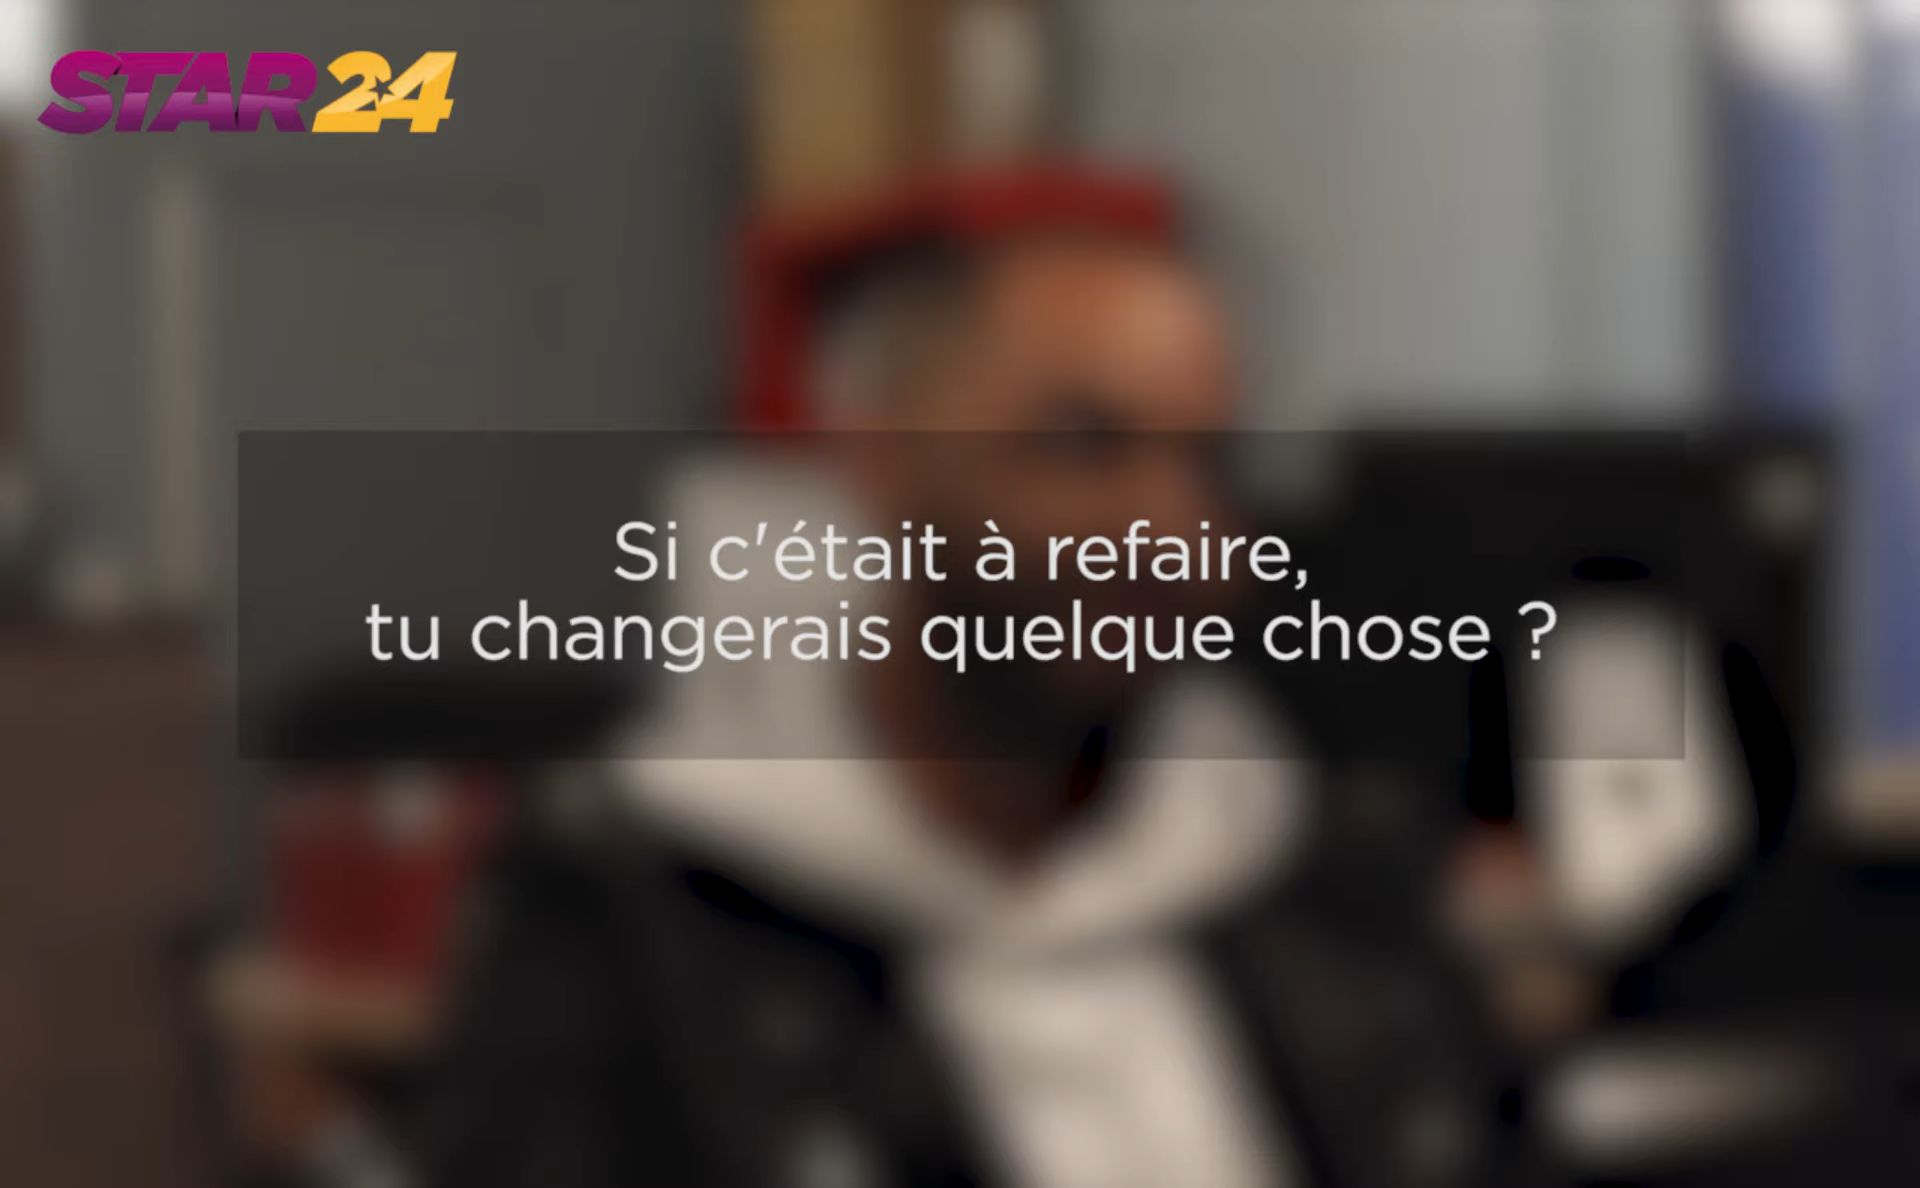 STAR24
Si c'était à refaire,
tu changerais quelque chose ?